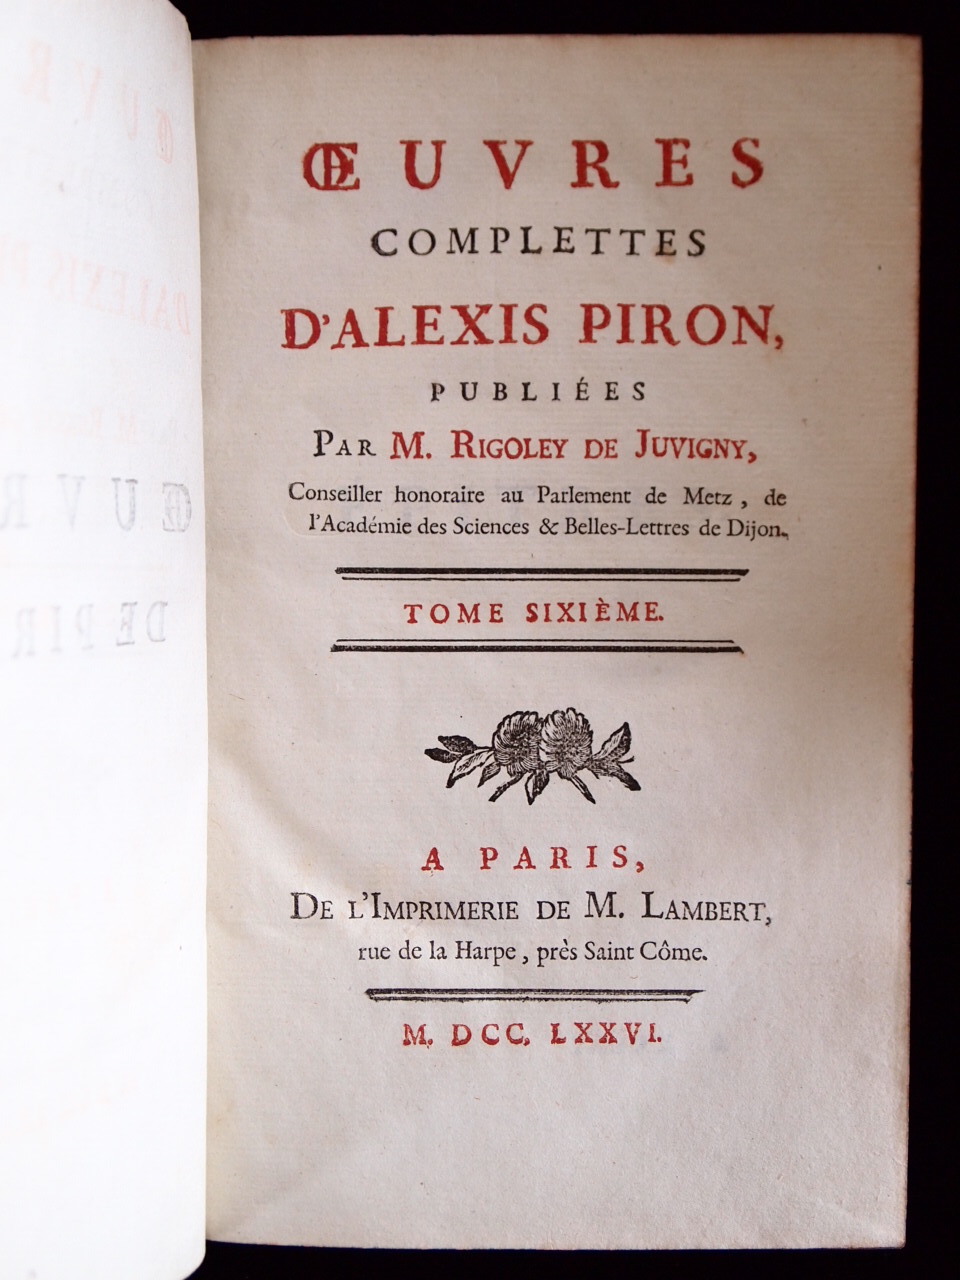 ŒUVRES
COMPLETTES
D'ALEXIS PIRON,
PUBLIÉES
PAR M. RIGOLEY DE JUVIGNY,
Conseiller honoraire au Parlement de Metz, de
l'Académie des Sciences & Belles-Lettres de Dijon.
TOME SIXIÈME.
A PARIS,
DE L'IMPRIMERIE DE M. LAMBERT,
rue de la Harpe, près Saint Côme.
M. DCC. LXXVI.